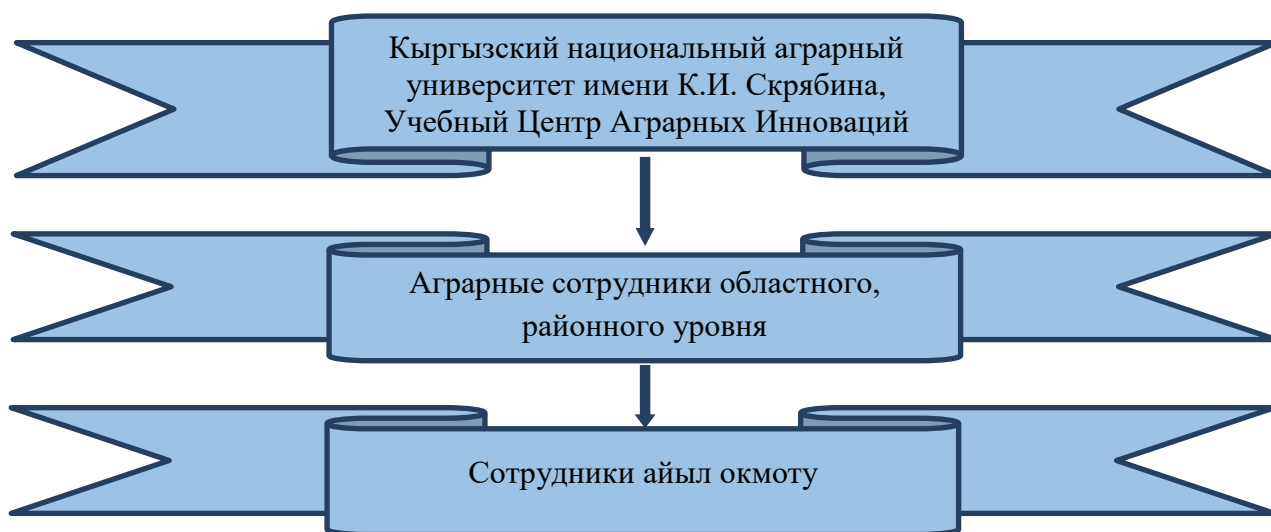 Кыргызский национальный аграрный
университет имени К.И. Скрябина,
Учебный Центр Аграрных Инноваций
Аграрные сотрудники областного,
районного уровня
Сотрудники айыл окмоту